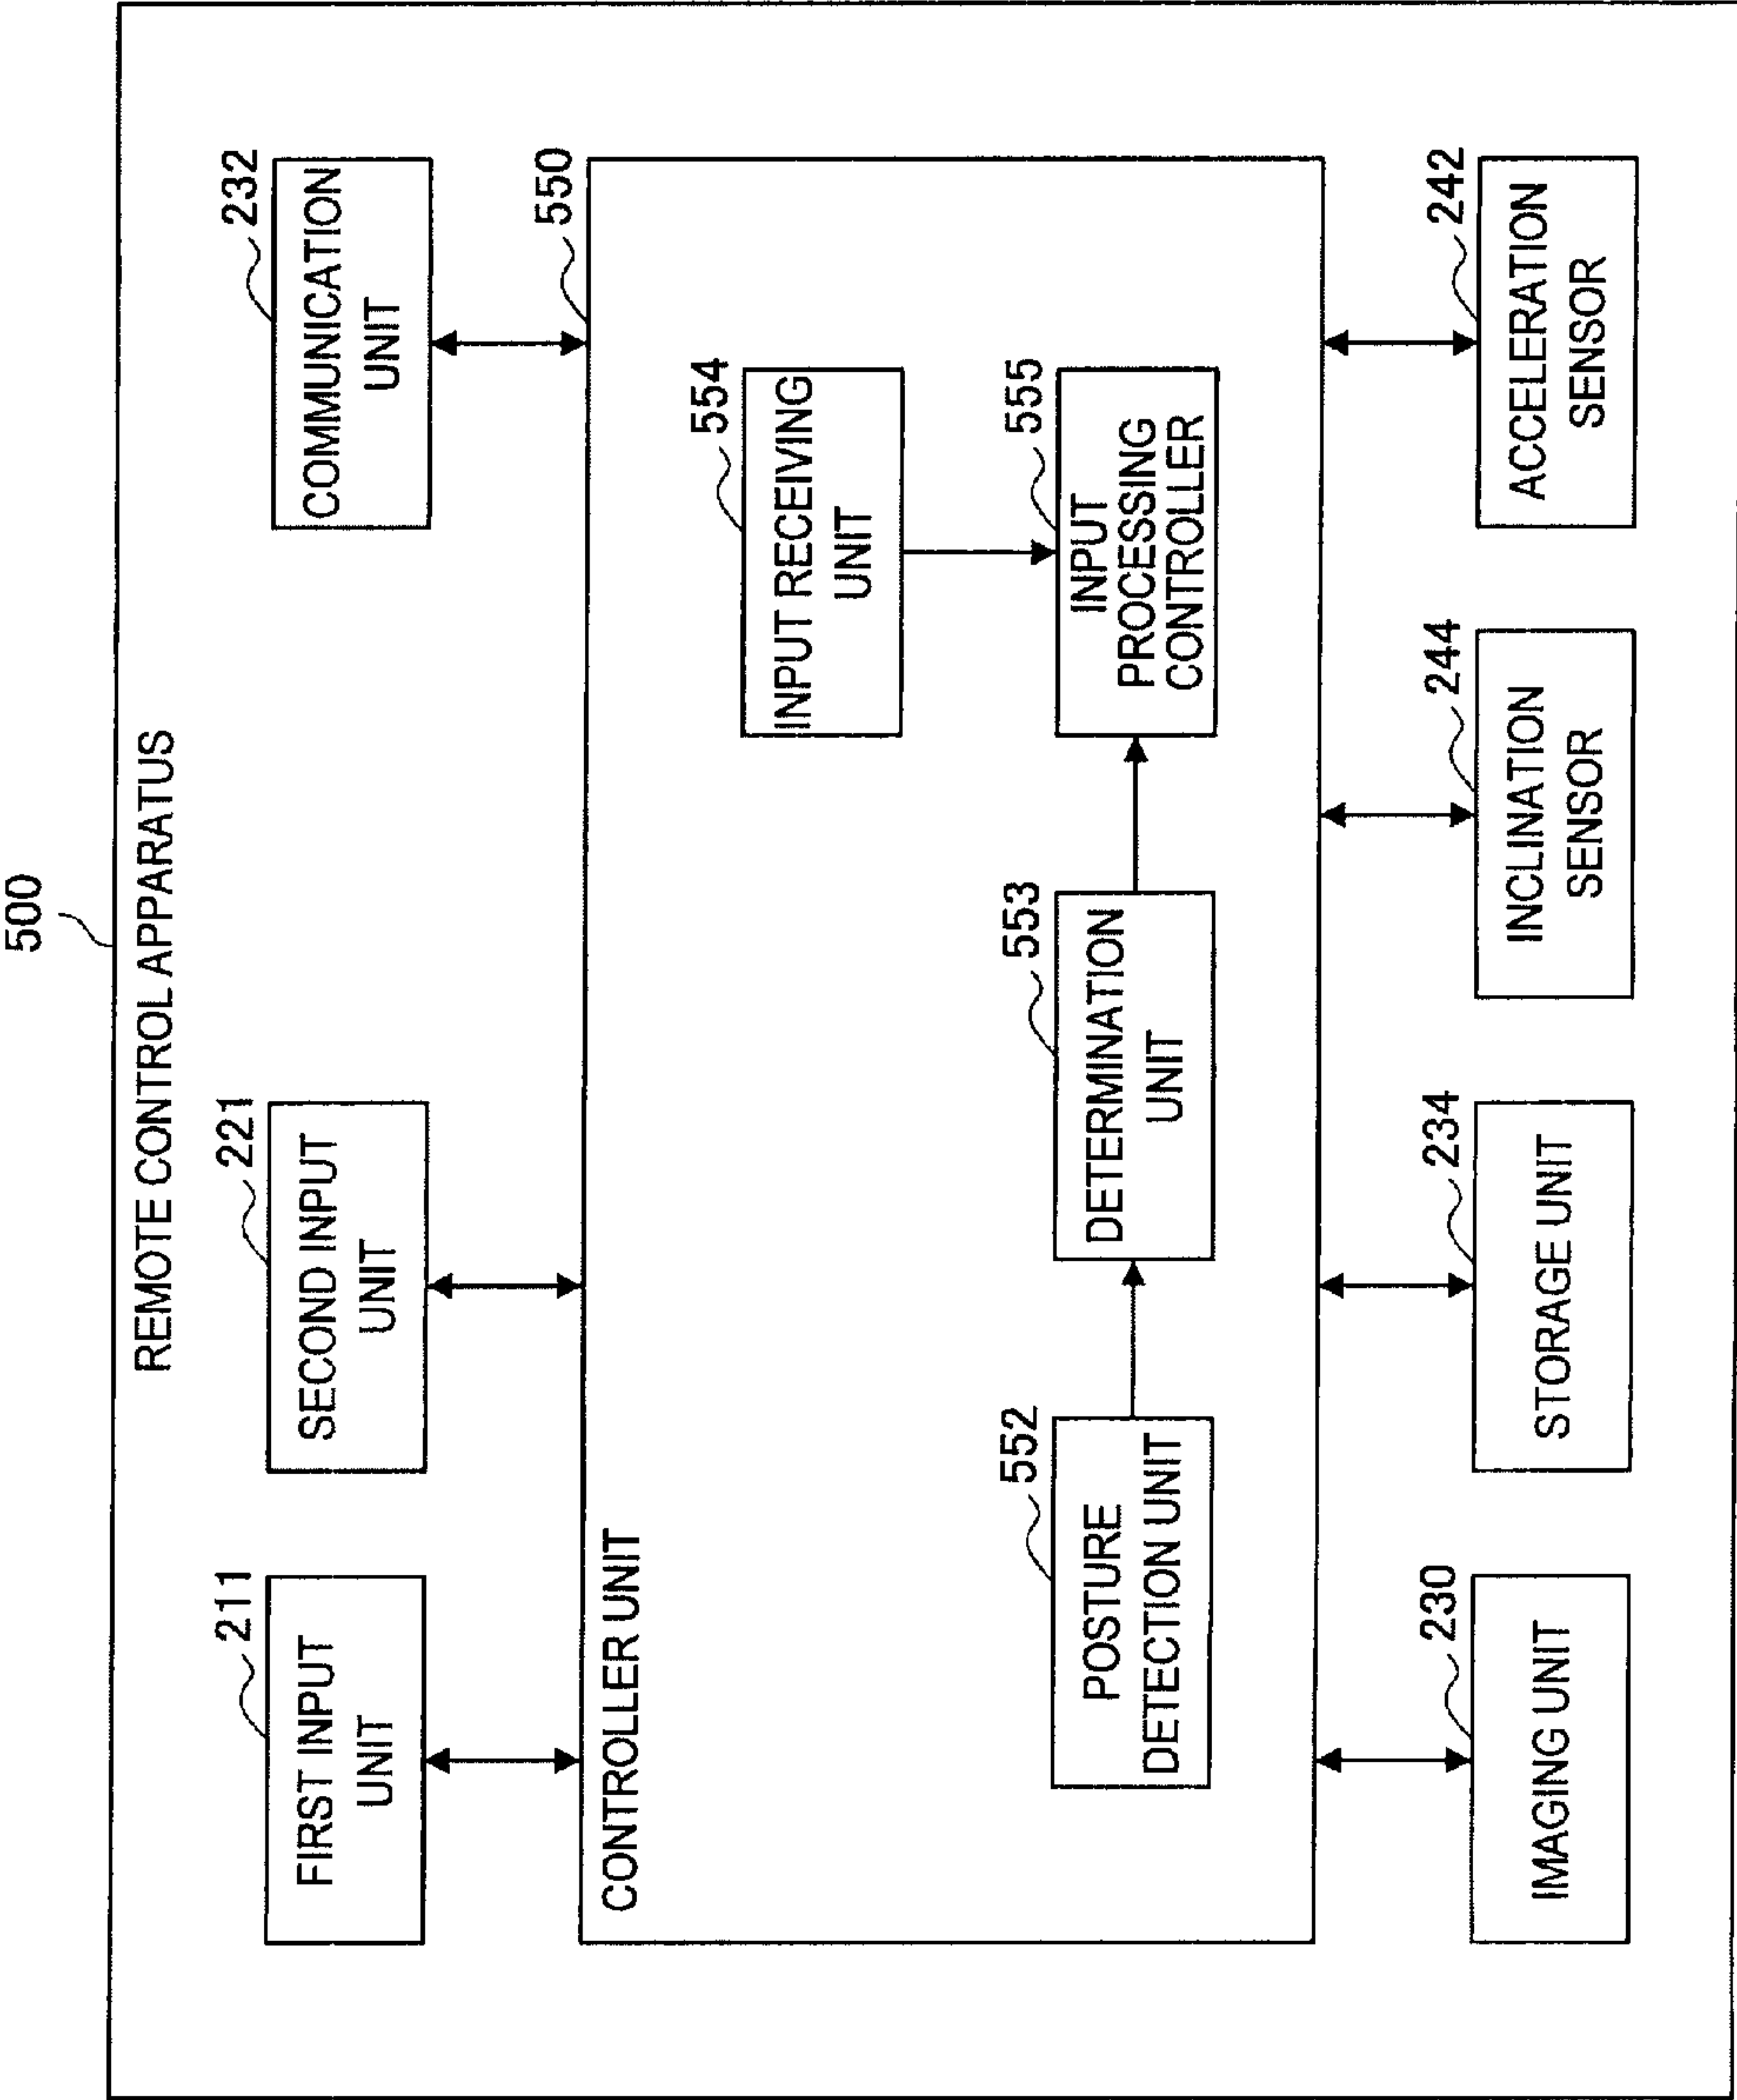 500
REMOTE CONTROL APPARATUS
211
FIRST INPUT
UNIT
221
SECOND INPUT
UNIT
232
COMMUNICATION
UNIT
550
CONTROLLER UNIT
554
INPUT RECEIVING
UNIT
552
POSTURE
DETECTION UNIT
553
DETERMINATION
UNIT
555
INPUT
PROCESSING
CONTROLLER
230
IMAGING UNIT
234
STORAGE UNIT
244
INCLINATION
SENSOR
242
ACCELERATION
SENSOR